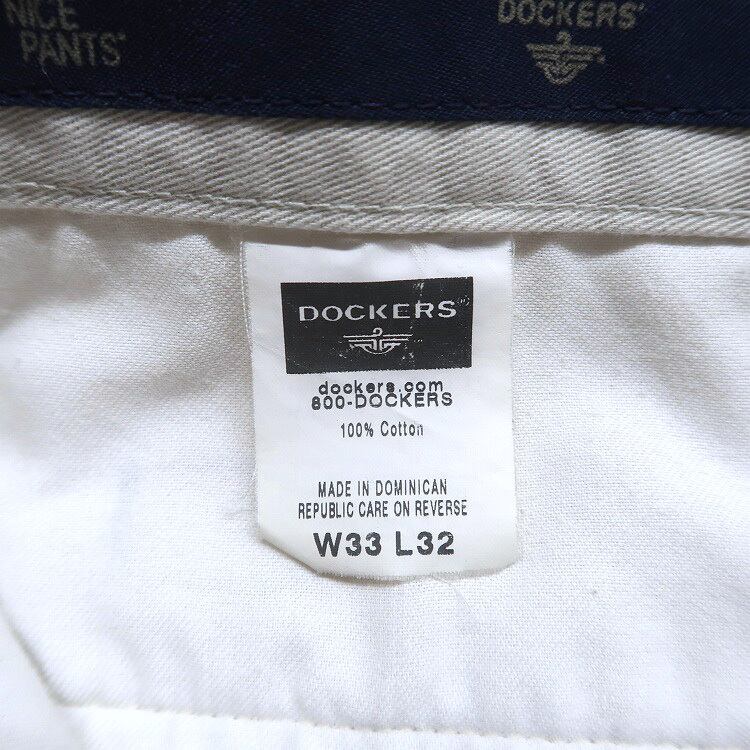 NICE
PANTS®
DOCKERS®
DOCKERS®
dockers.com
800-DOCKERS
100% Cotton
MADE IN DOMINICAN
REPUBLIC CARE ON REVERSE
W33 L32